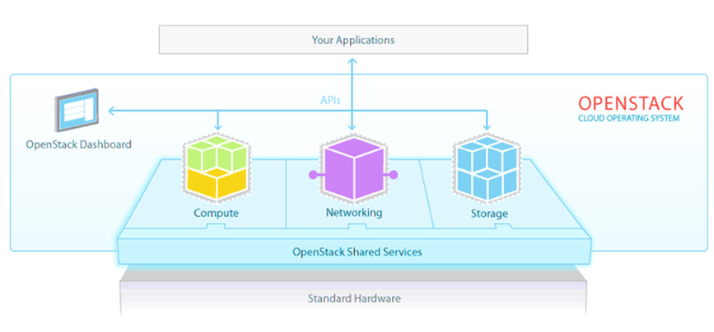 Your Applications
APIs
OPENSTACK
CLOUD OPERATING SYSTEM
OpenStack Dashboard
Compute
Networking
Storage
OpenStack Shared Services
Standard Hardware